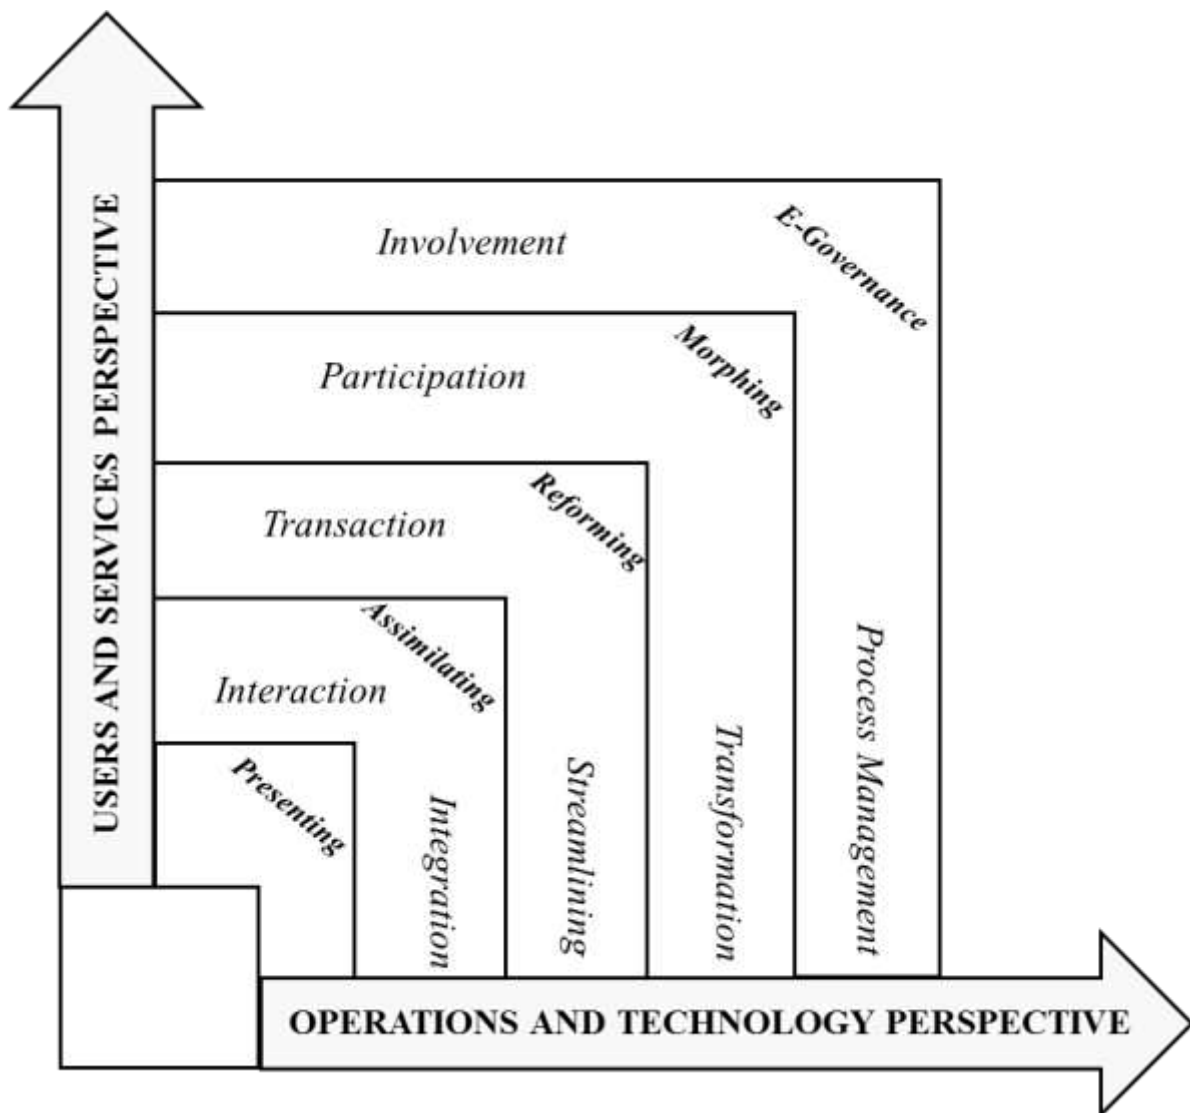 USERS AND SERVICES PERSPECTIVE
Involvement
E-Governance
Participation
Morphing
Transaction
Reforming
Interaction
Assimilating
Presenting
Integration
Streamlining
Transformation
Process Management
OPERATIONS AND TECHNOLOGY PERSPECTIVE